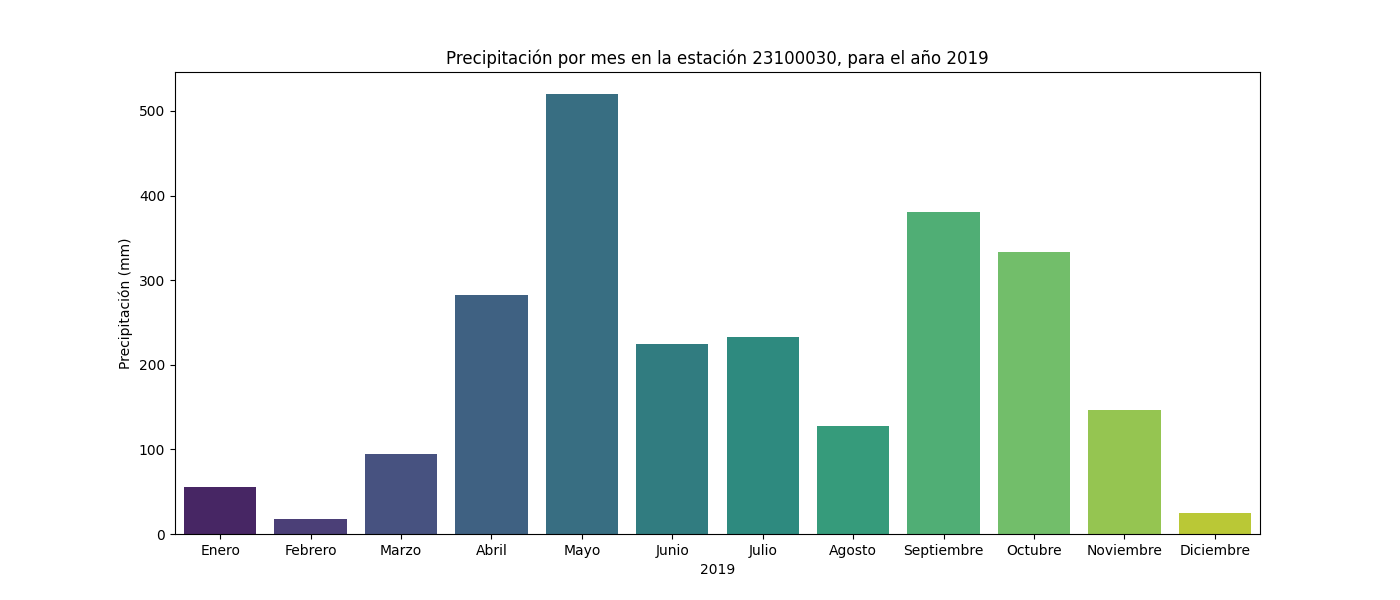 Precipitación por mes en la estación 23100030, para el año 2019
Precipitación (mm)
500
400
300
200
100
0
Enero Febrero Marzo Abril Mayo Junio Julio Agosto Septiembre Octubre Noviembre Diciembre
2019